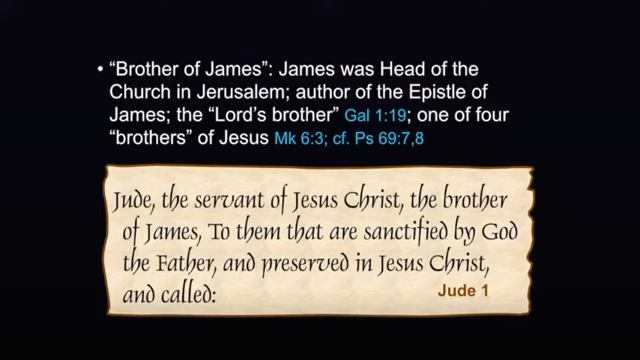 • “Brother of James”: James was Head of the
Church in Jerusalem; author of the Epistle of
James; the “Lord’s brother” Gal 1:19; one of four
“brothers” of Jesus Mk 6:3; cf. Ps 69:7,8
Jude, the servant of Jesus Christ, the brother
of James, To them that are sanctified by God
the Father, and preserved in Jesus Christ,
and called:
Jude 1